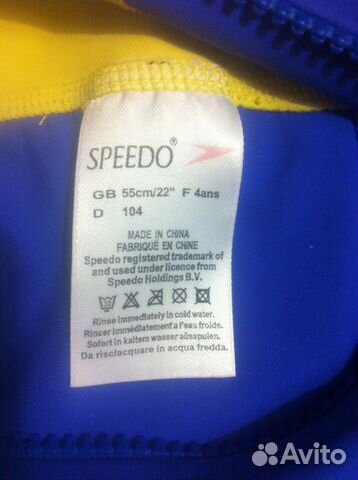 SPEEDO®
GB 55cm/22" F 4ans
D 104
MADE IN CHINA
FABRIQUÉ EN CHINE
Speedo registered trademark of
and used under licence from
Speedo Holdings B.V.
Rinse immediately in cold water.
Rincer immédiatement a l'eau froide.
Sofort in kaltem wasser ausspulen.
Da risciacquare in acqua fredda.
Avito